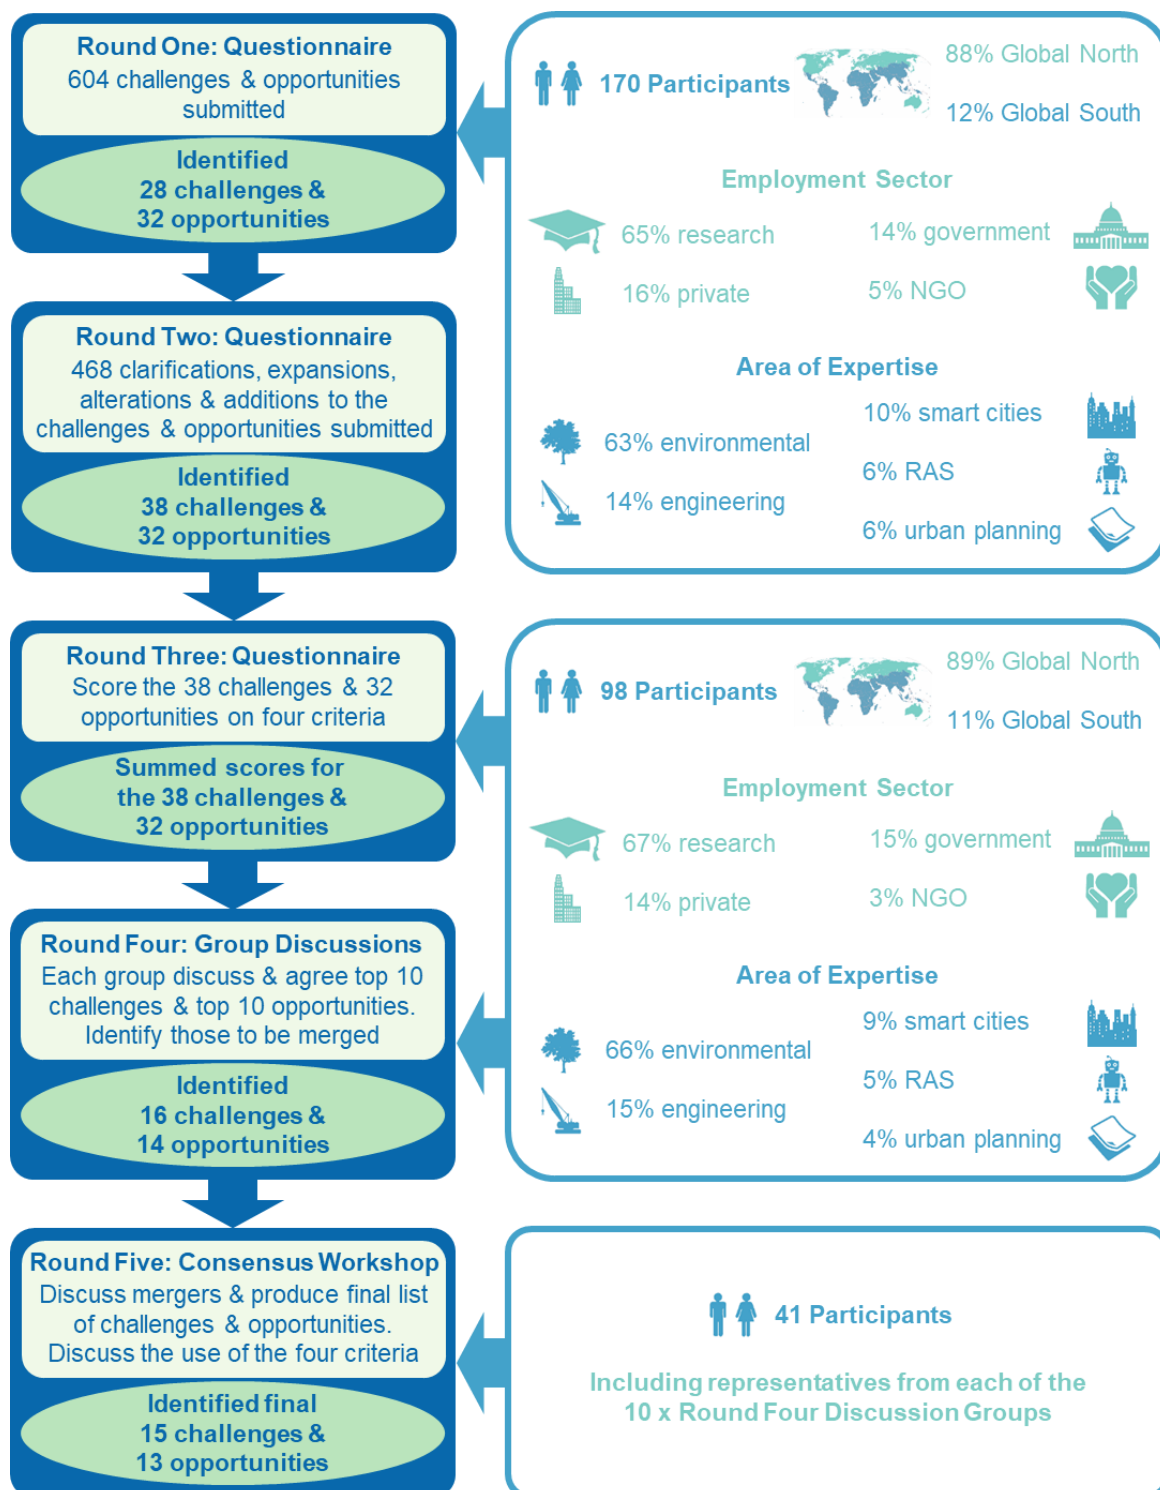 Round One: Questionnaire
604 challenges & opportunities
submitted
Identified
28 challenges &
32 opportunities
170 Participants
88% Global North
12% Global South
Employment Sector
65% research
14% government
16% private
5% NGO
Area of Expertise
10% smart cities
63% environmental
6% RAS
14% engineering
6% urban planning
Round Two: Questionnaire
468 clarifications, expansions,
alterations & additions to the
challenges & opportunities submitted
Identified
38 challenges &
32 opportunities
Round Three: Questionnaire
Score the 38 challenges & 32
opportunities on four criteria
Summed scores for
the 38 challenges &
32 opportunities
98 Participants
89% Global North
11% Global South
Employment Sector
67% research
15% government
14% private
3% NGO
Area of Expertise
9% smart cities
66% environmental
5% RAS
15% engineering
4% urban planning
Round Four: Group Discussions
Each group discuss & agree top 10
challenges & top 10 opportunities.
Identify those to be merged
Identified
16 challenges &
14 opportunities
Round Five: Consensus Workshop
Discuss mergers & produce final list
of challenges & opportunities.
Discuss the use of the four criteria
Identified final
15 challenges &
13 opportunities
41 Participants
Including representatives from each of the
10 x Round Four Discussion Groups